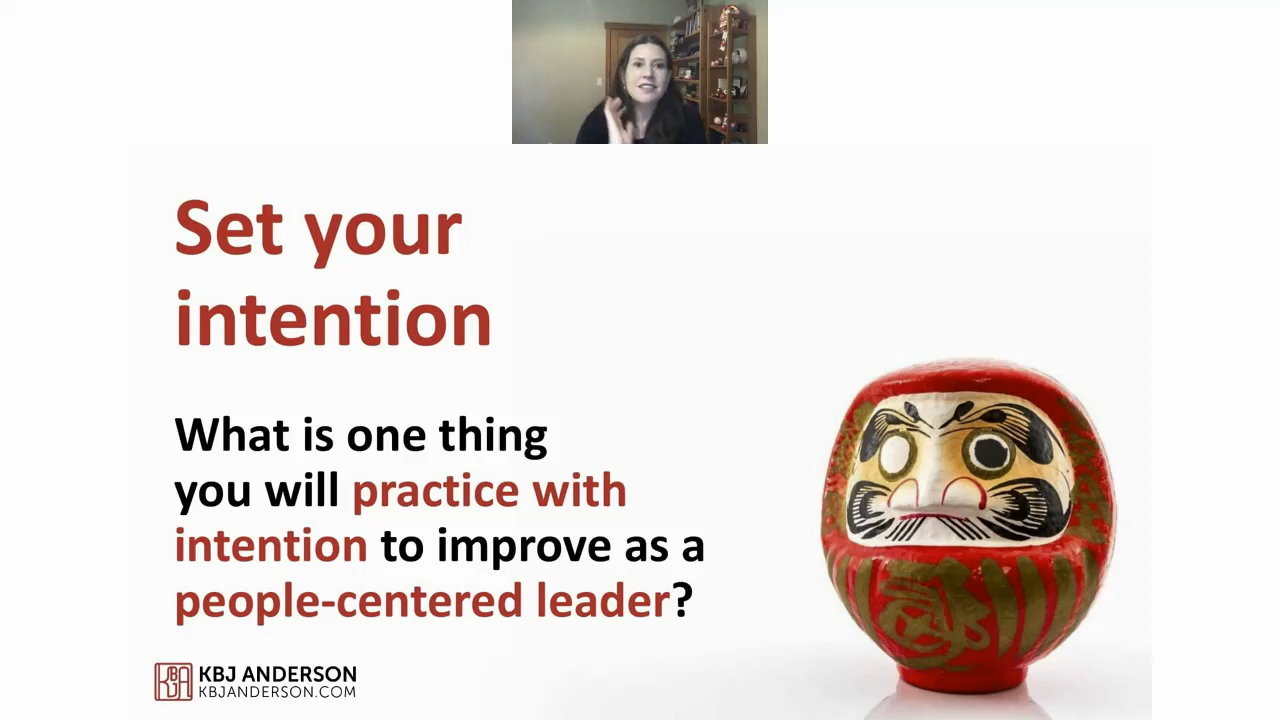 Set your
intention
What is one thing
you will practice with
intention to improve as a
people-centered leader?
KBJ ANDERSON
KBJANDERSON.COM